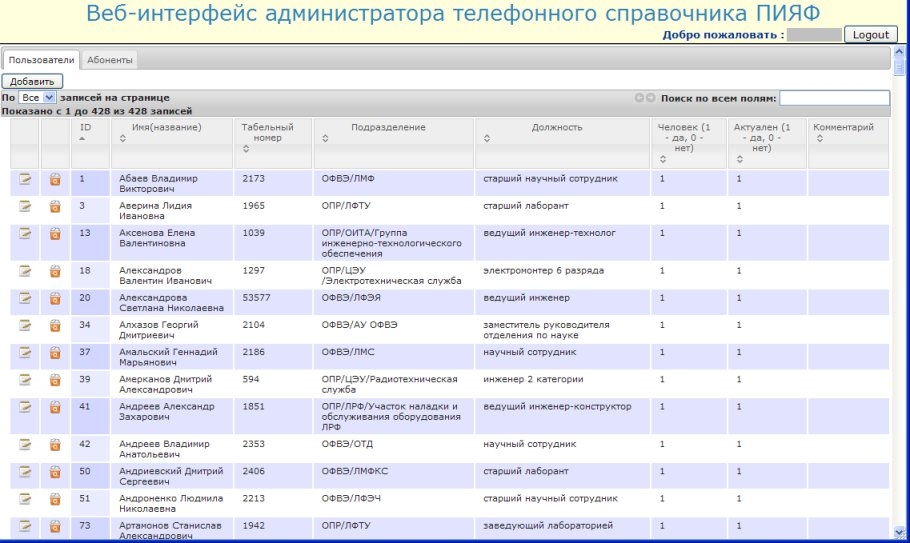 Веб-интерфейс администратора телефонного справочника ПИЯФ
Добро пожаловать : Logout
Пользователи Абоненты
Добавить
По Все записей на странице Поиск по всем полям:
Показано с 1 до 428 из 428 записей
ID Имя(название) Табельный Подразделение Должность Человек (1 Актуален (1 Комментарий
номер - да, 0 - - да, 0 -
нет) нет)
1 Абаев Владимир 2173 ОФВЭ/ЛМФ старший научный сотрудник 1 1
Викторович
3 Аверина Лидия 1965 ОПР/ЛФТУ старший лаборант 1 1
Ивановна
13 Аксенова Елена 1039 ОПР/ОИТА/Группа ведущий инженер-технолог 1 1
Валентиновна инженерно-технологического
обеспечения
18 Александров 1297 ОПР/ЦЭУ электромонтер 6 разряда 1 1
Валентин Иванович /Электротехническая служба
20 Александрова 53577 ОФВЭ/ЛФЭЯ ведущий инженер 1 1
Светлана Николаевна
34 Алхазов Георгий 2104 ОФВЭ/АУ ОФВЭ заместитель руководителя 1 1
Дмитриевич отделения по науке
37 Амальский Геннадий 2186 ОФВЭ/ЛМС научный сотрудник 1 1
Марьянович
39 Амерканов Дмитрий 594 ОПР/ЦЭУ/Радиотехническая инженер 2 категории 1 1
Александрович служба
41 Андреев Александр 1851 ОПР/ЛРФ/Участок наладки и ведущий инженер-конструктор 1 1
Захарович обслуживания оборудования
ЛРФ
42 Андреев Владимир 2353 ОФВЭ/ОТД научный сотрудник 1 1
Анатольевич
50 Андриевский Дмитрий 2406 ОФВЭ/ЛМФКС старший лаборант 1 1
Сергеевич
51 Андроненко Людмила 2213 ОФВЭ/ЛФЭЧ старший научный сотрудник 1 1
Николаевна
73 Артамонов Станислав 1942 ОПР/ЛФТУ заведующий лабораторией 1 1
Александрович